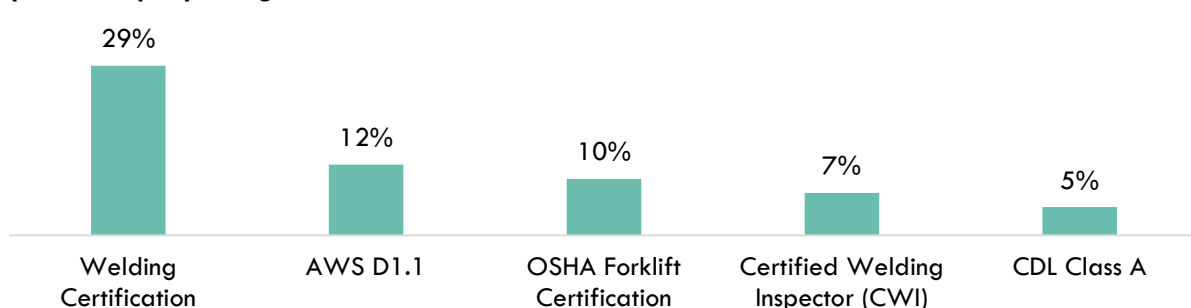 29%
12%
10%
7%
5%
Welding
Certification
AWS D1.1
OSHA Forklift
Certification
Certified Welding
Inspector (CWI)
CDL Class A